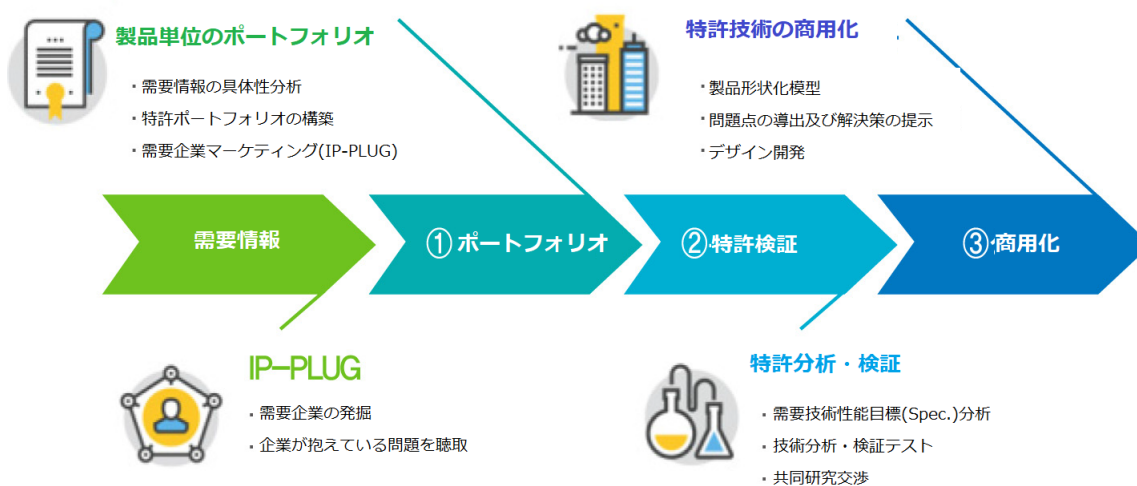 製品単位のポートフォリオ
・需要情報の具体性分析
・特許ポートフォリオの構築
・需要企業マーケティング(IP-PLUG)
特許技術の商用化
・製品形状化模型
・問題点の導出及び解決策の提示
・デザイン開発
需要情報
①ポートフォリオ
②特許検証
③商用化
IP-PLUG
・需要企業の発掘
・企業が抱えている問題を聴取
特許分析・検証
・需要技術性能目標(Spec.)分析
・技術分析・検証テスト
・共同研究交渉